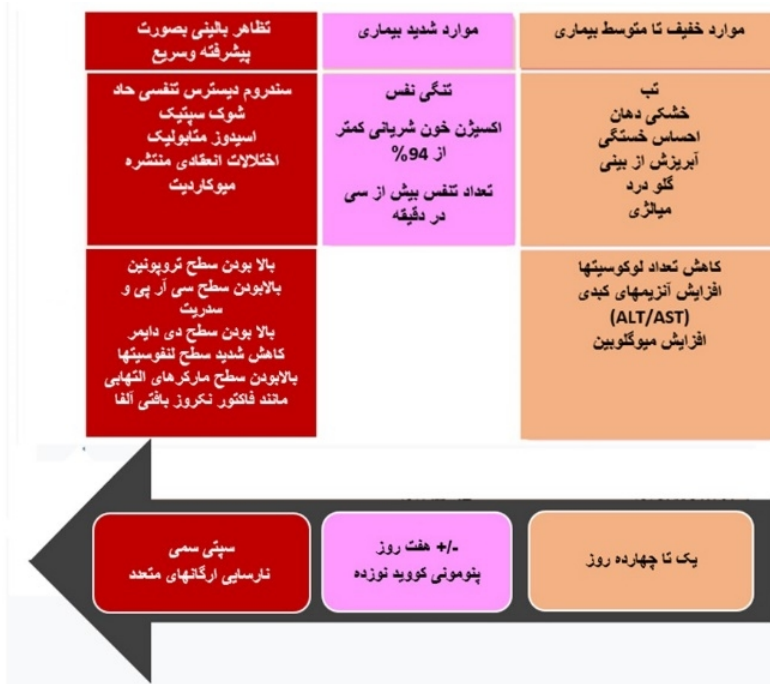 موارد خفیف تا متوسط بیماری
موارد شدید بیماری
تظاهر بالینی بصورت
پیشرفته وسریع
تب
خشکی دهان
احساس خستگی
آبریزش از بینی
گلو درد
میالژی
تنگی نفس
اکسیژن خون شریانی کمتر
از 94%
تعداد تنفس بیش از سی
در دقیقه
سندروم دیسترس تنفسی حاد
شوک سپتیک
اسیدوز متابولیک
اختلالات انعقادی منتشره
میوکاردیت
کاهش تعداد لوکوسیتها
افزایش آنزیمهای کبدی
(ALT/AST)
افزایش میوگلوبین
بالا بودن سطح تروپونین
بالابودن سطح سی آر پی و
سدریت
بالا بودن سطح دی دایمر
کاهش شدید سطح لنفوسیتها
بالابودن سطح مارکرهای التهابی
مانند فاکتور نکروز بافتی آلفا
یک تا چهارده روز
+/- هفت روز
پنومونی کووید نوزده
سپتی سمی
نارسایی ارگانهای متعدد